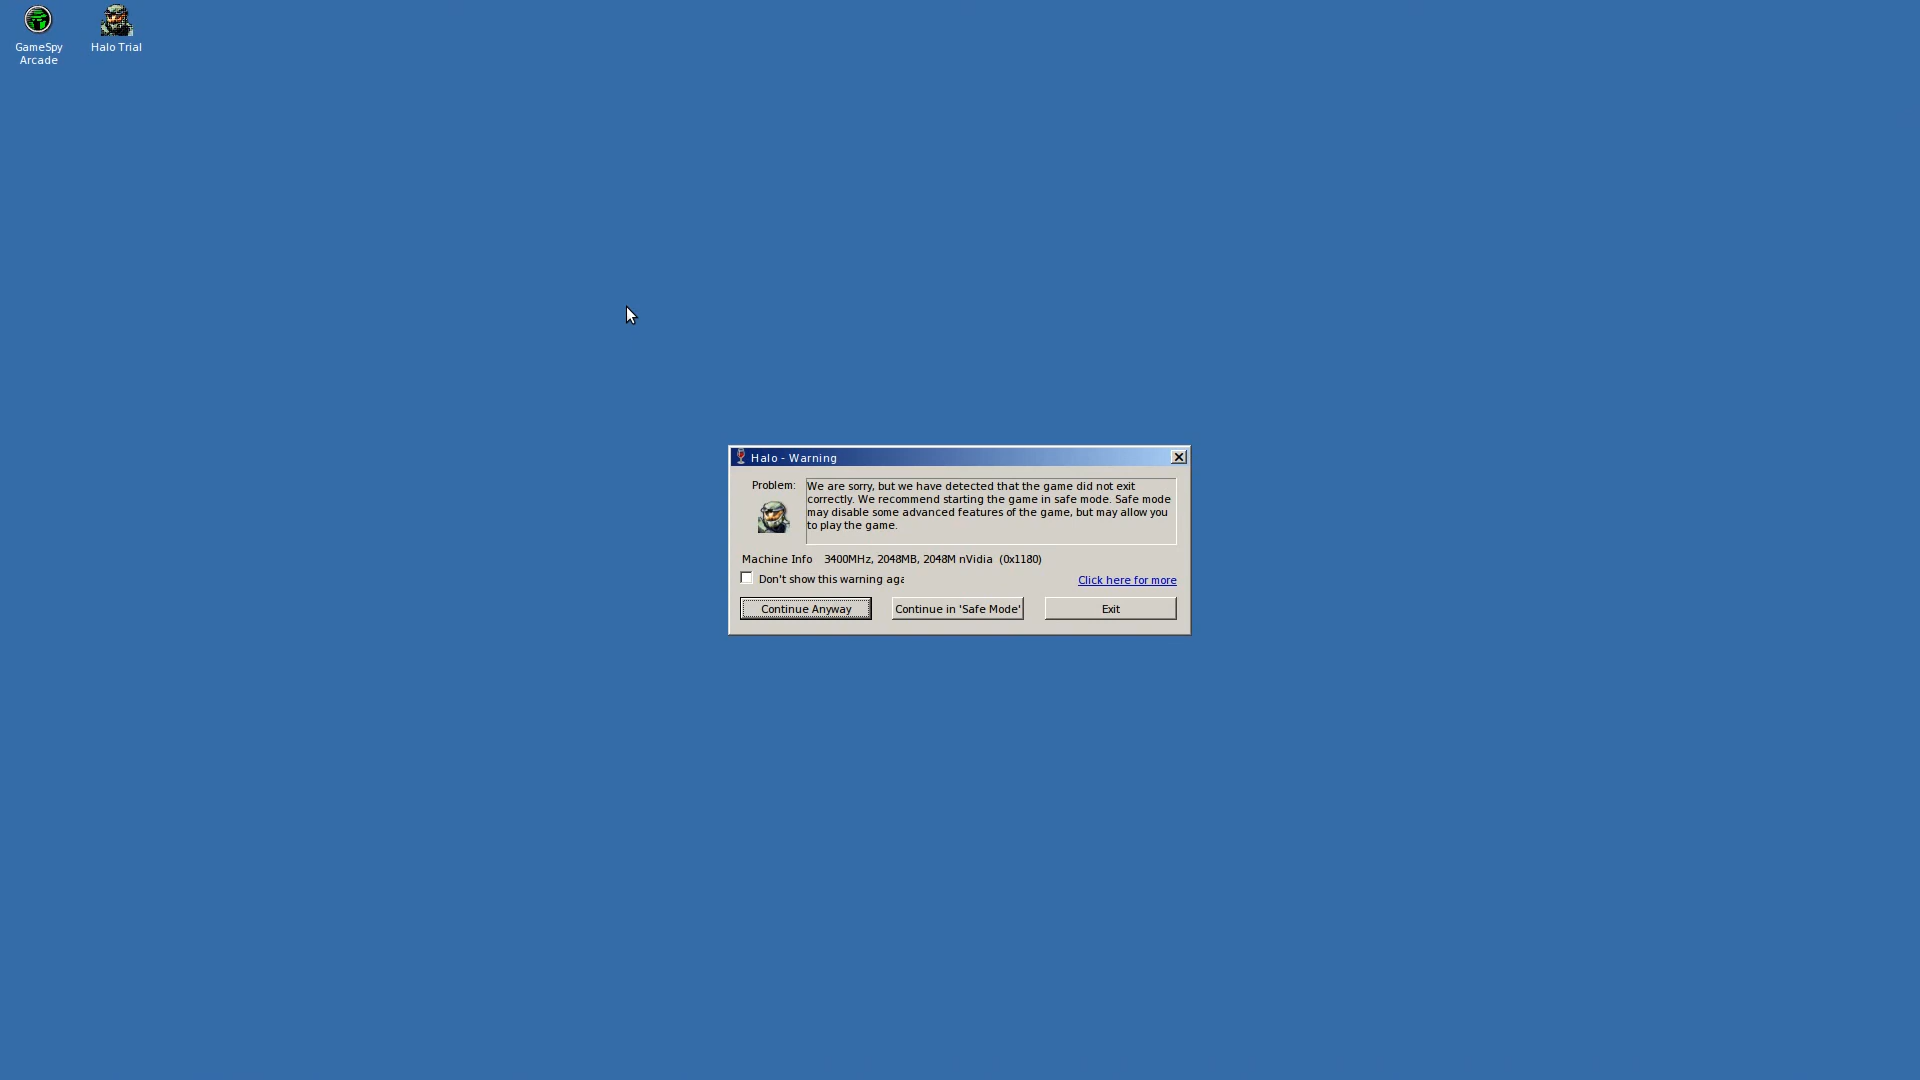 GameSpy
Arcade
Halo Trial
Halo - Warning
Problem:
We are sorry, but we have detected that the game did not exit
correctly. We recommend starting the game in safe mode. Safe mode
may disable some advanced features of the game, but may allow you
to play the game.
Machine Info 3400MHz, 2048MB, 2048M nVidia (0x1180)
Don't show this warning aga
Click here for more
Continue Anyway
Continue in 'Safe Mode'
Exit